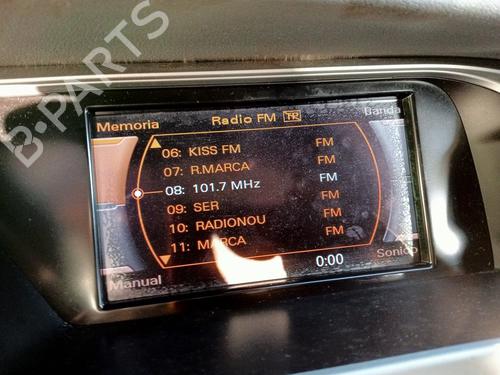 B-PARTS
Memoria Radio FM TP Banda
06: KISS FM FM
07: R.MARCA FM
08: 101.7 MHz FM
09: SER FM
10: RADIONOU FM
11: MARCA FM
0:00
Manual Sonido